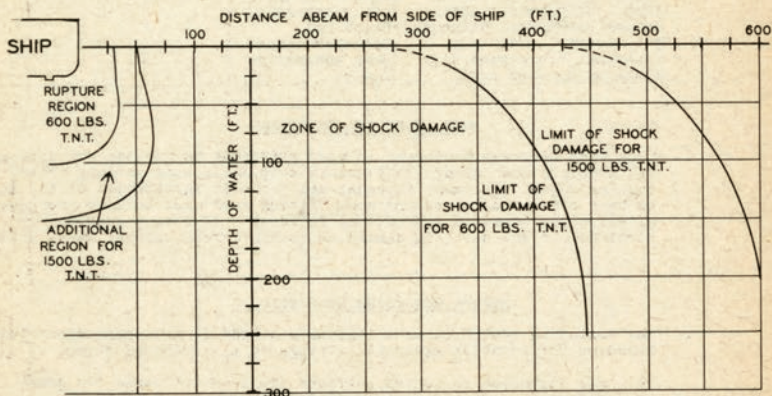 DISTANCE ABEAM FROM SIDE OF SHIP (FT.)
100 200 300 400 500 600
SHIP
RUPTURE
REGION
600 LBS.
T.N.T.
ADDITIONAL
REGION FOR
1500 LBS.
T.N.T.
DEPTH OF WATER (FT.)
100
200
300
ZONE OF SHOCK DAMAGE
LIMIT OF
SHOCK DAMAGE
FOR 600 LBS. T.N.T.
LIMIT OF SHOCK
DAMAGE FOR
1500 LBS. T.N.T.